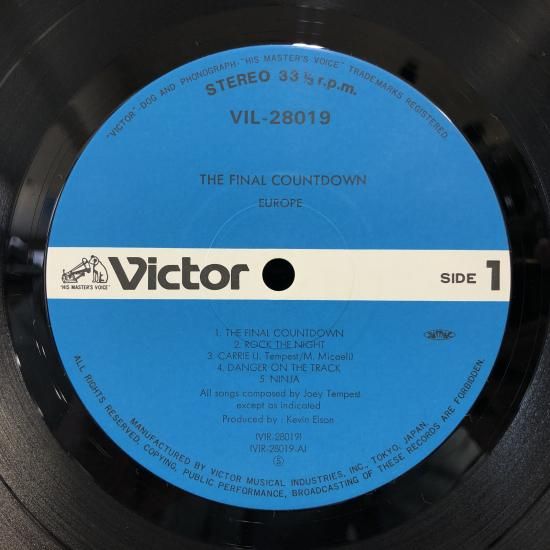 "VICTOR"-DOG AND PHONOGRAPH-"HIS MASTER'S VOICE" TRADEMARKS REGISTERED.
STEREO 33 ⅓ r.p.m.
VIL-28019
THE FINAL COUNTDOWN
EUROPE
"HIS MASTER'S VOICE"
Victor
SIDE 1
1. THE FINAL COUNTDOWN
2. ROCK THE NIGHT
3. CARRIE (J. Tempest/M. Micaeli)
4. DANGER ON THE TRACK
5. NINJA
All songs composed by Joey Tempest
except as indicated
Produced by : Kevin Elson
(VIR-28019)
(VIR-28019-A)
Ⓢ
MANUFACTURED BY VICTOR MUSICAL INDUSTRIES, INC., TOKYO, JAPAN.
ALL RIGHTS RESERVED, COPYING, PUBLIC PERFORMANCE, BROADCASTING OF THESE RECORDS ARE FORBIDDEN.